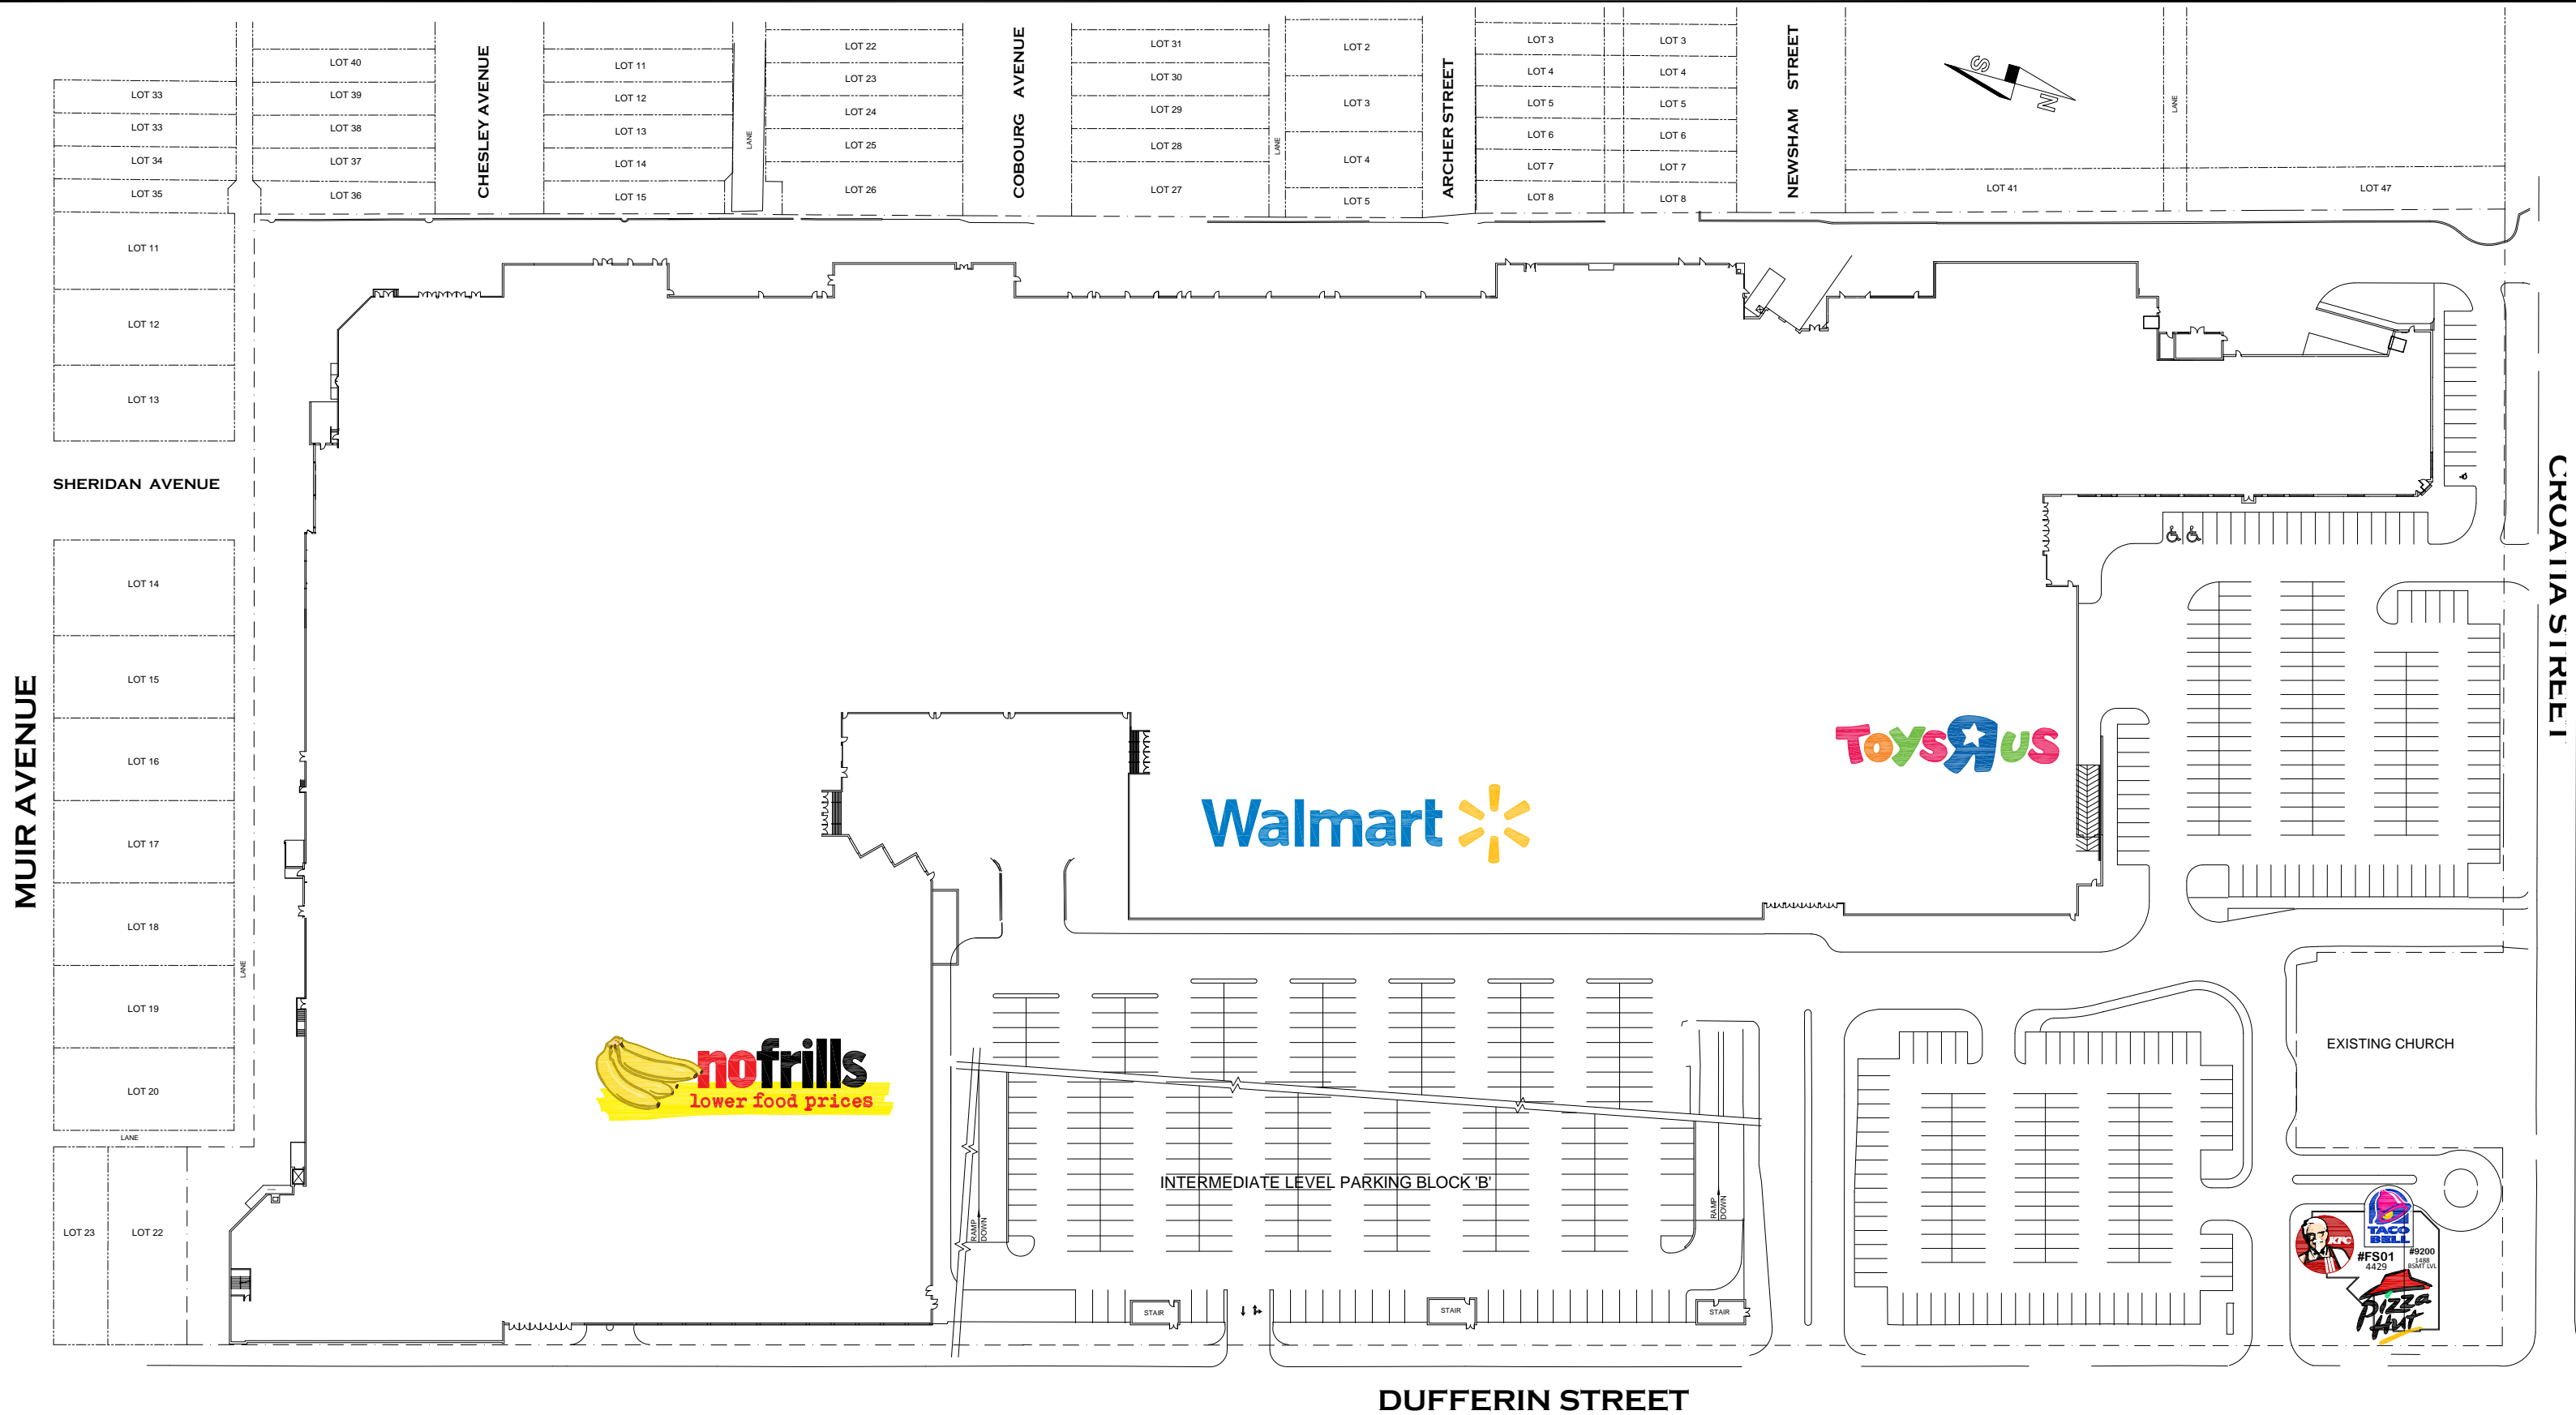 LOT 33
LOT 33
LOT 34
LOT 35
LOT 11
LOT 12
LOT 13
SHERIDAN AVENUE
LOT 14
LOT 15
LOT 16
LOT 17
LOT 18
LOT 19
LOT 20
LANE
LANE
LOT 23
LOT 22
MUIR AVENUE
LOT 40
LOT 39
LOT 38
LOT 37
LOT 36
CHESLEY AVENUE
LOT 11
LOT 12
LOT 13
LOT 14
LOT 15
LANE
LOT 22
LOT 23
LOT 24
LOT 25
LOT 26
COBOURG AVENUE
LOT 31
LOT 30
LOT 29
LOT 28
LOT 27
LANE
LOT 2
LOT 3
LOT 4
LOT 5
ARCHER STREET
LOT 3
LOT 4
LOT 5
LOT 6
LOT 7
LOT 8
LOT 3
LOT 4
LOT 5
LOT 6
LOT 7
LOT 8
NEWSHAM STREET
S
N
LOT 41
LANE
LOT 47
CROATIA STREET
ToysЯus
Walmart
nofrills
lower food prices
INTERMEDIATE LEVEL PARKING BLOCK 'B'
RAMP
DOWN
RAMP
DOWN
STAIR
STAIR
STAIR
EXISTING CHURCH
KFC
TACO
BELL
#FS01
4429
#9200
1488
BSMT LVL
Pizza
Hut
DUFFERIN STREET